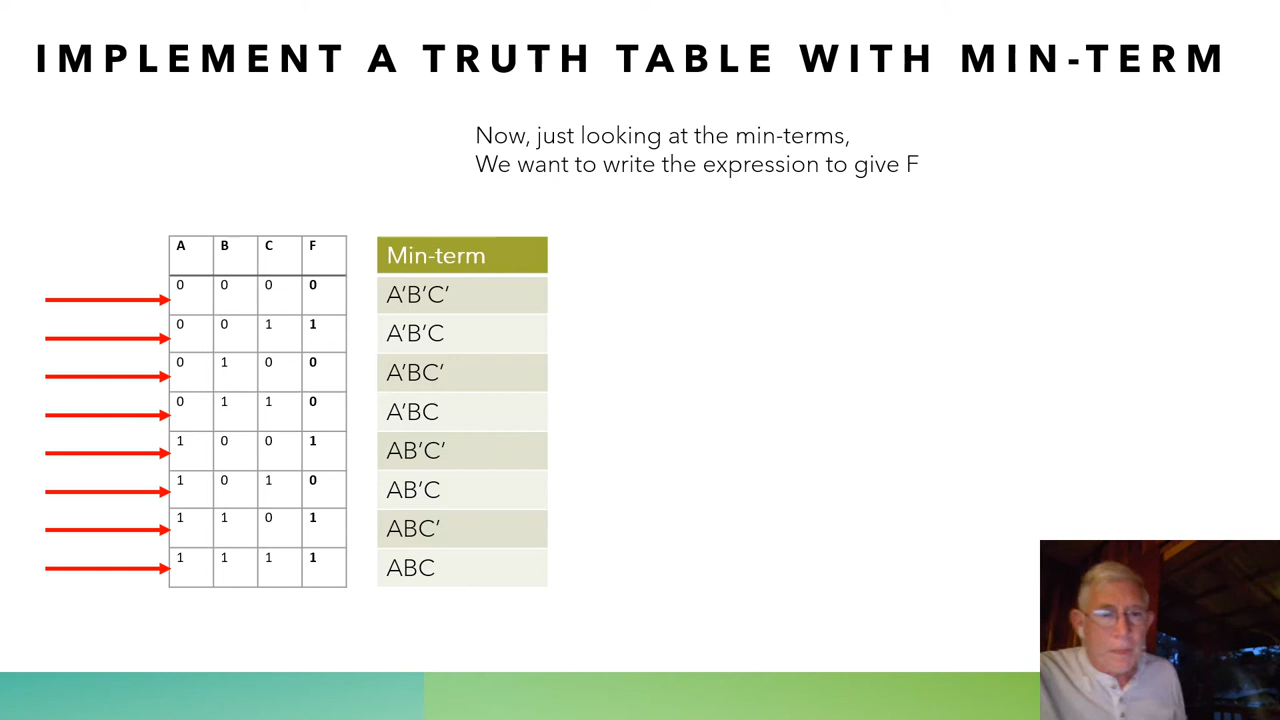 IMPLEMENT A TRUTH TABLE WITH MIN-TERM
Now, just looking at the min-terms,
We want to write the expression to give F
A B C F Min-term
0 0 0 0 A’B’C’
0 0 1 1 A’B’C
0 1 0 0 A’BC’
0 1 1 0 A’BC
1 0 0 1 AB’C’
1 0 1 0 AB’C
1 1 0 1 ABC’
1 1 1 1 ABC